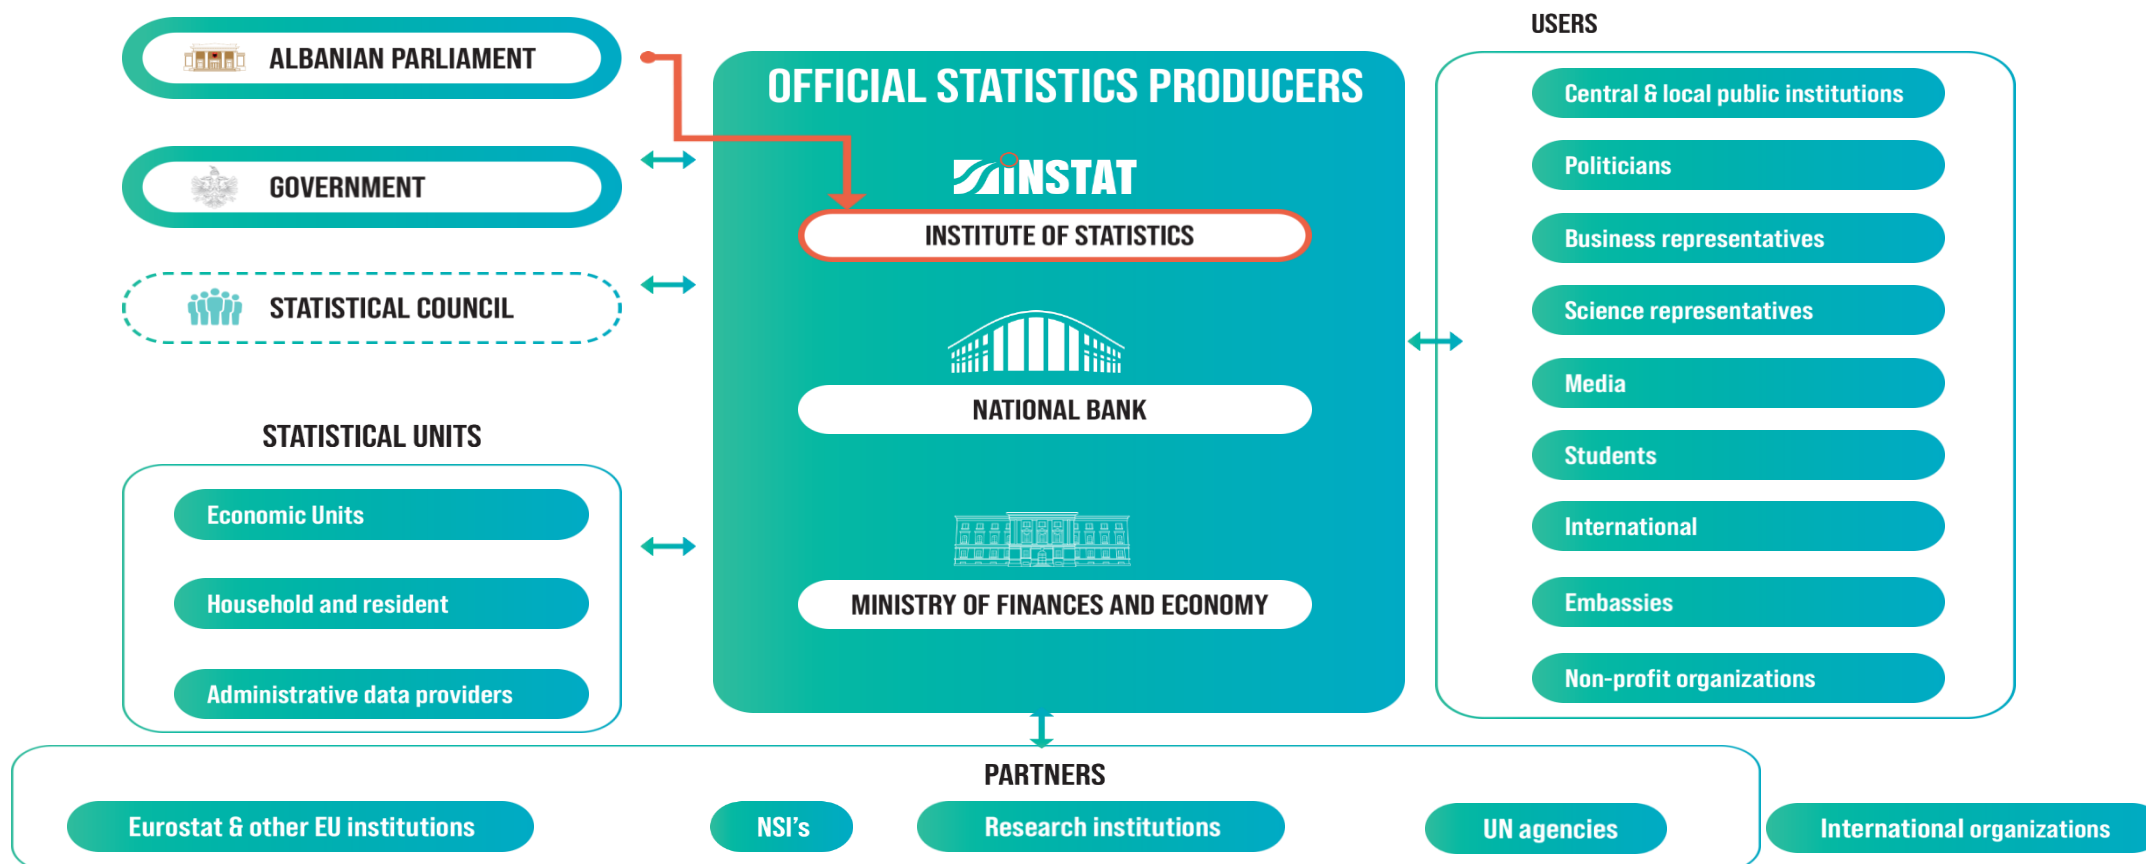 ALBANIAN PARLIAMENT
GOVERNMENT
STATISTICAL COUNCIL
STATISTICAL UNITS
Economic Units
Household and resident
Administrative data providers
OFFICIAL STATISTICS PRODUCERS
iNSTAT
INSTITUTE OF STATISTICS
NATIONAL BANK
MINISTRY OF FINANCES AND ECONOMY
USERS
Central & local public institutions
Politicians
Business representatives
Science representatives
Media
Students
International
Embassies
Non-profit organizations
PARTNERS
Eurostat & other EU institutions
NSI's
Research institutions
UN agencies
International organizations